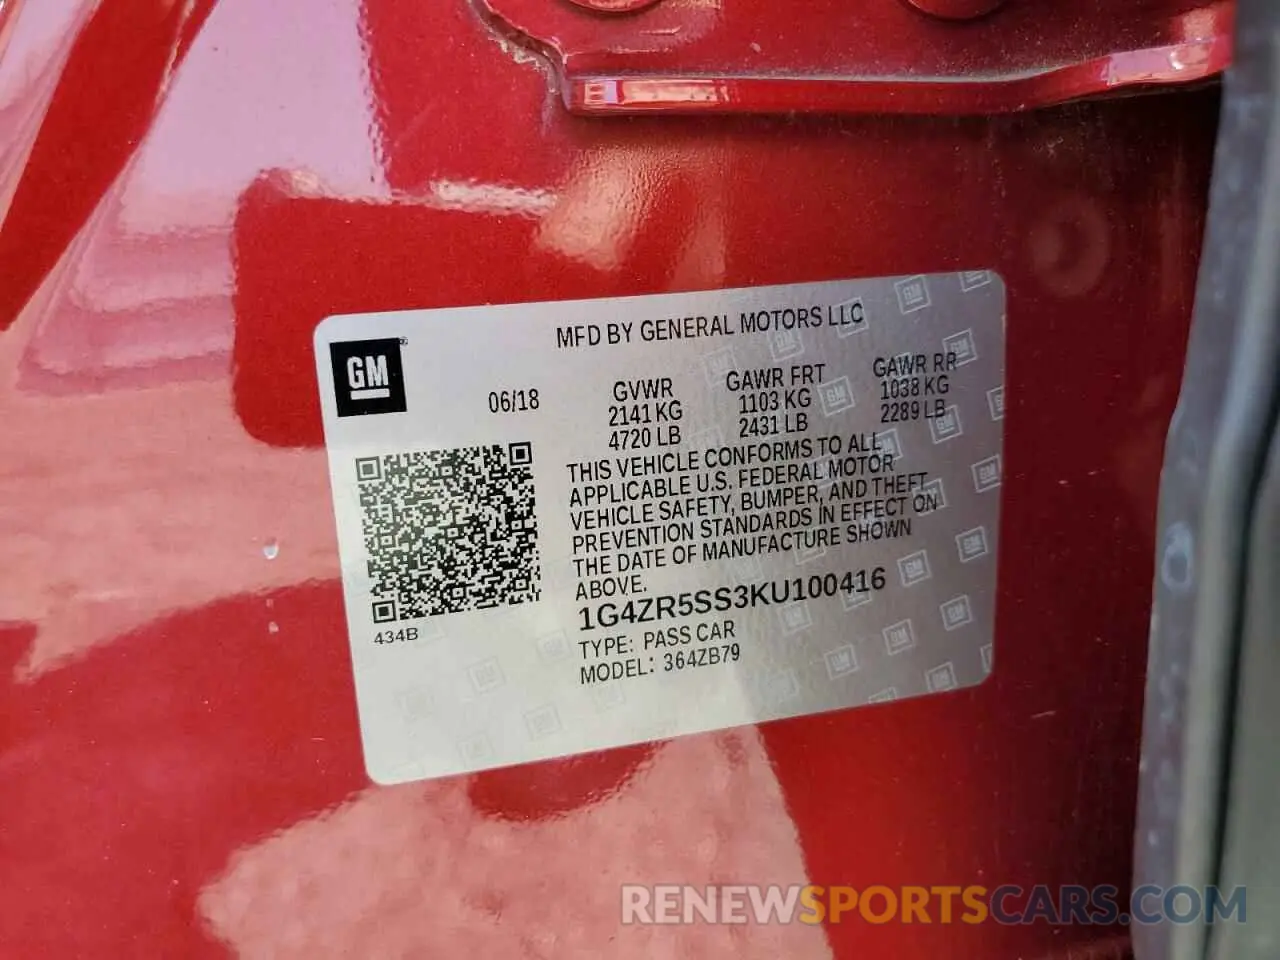 MFD BY GENERAL MOTORS LLC
GM®
06/18
GVWR GAWR FRT GAWR RR
2141 KG 1103 KG 1038 KG
4720 LB 2431 LB 2289 LB
THIS VEHICLE CONFORMS TO ALL
APPLICABLE U.S. FEDERAL MOTOR
VEHICLE SAFETY, BUMPER, AND THEFT
PREVENTION STANDARDS IN EFFECT ON
THE DATE OF MANUFACTURE SHOWN
ABOVE.
1G4ZR5SS3KU100416
TYPE: PASS CAR
MODEL: 364ZB79
434B
RENEWSPORTSCARS.COM